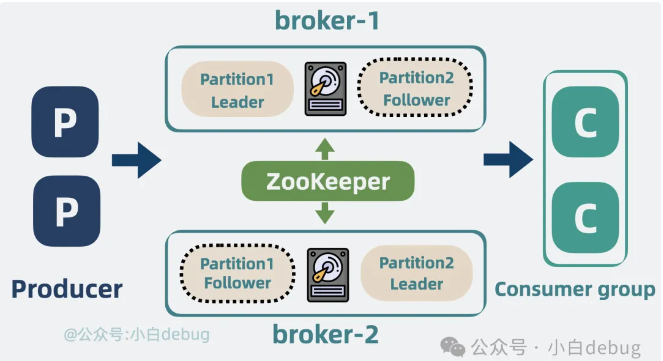 broker-1
Partition1
Leader
Partition2
Follower
P
P
Producer
ZooKeeper
C
C
Consumer group
Partition1
Follower
Partition2
Leader
broker-2
@公众号:小白debug
公众号 · 小白debug